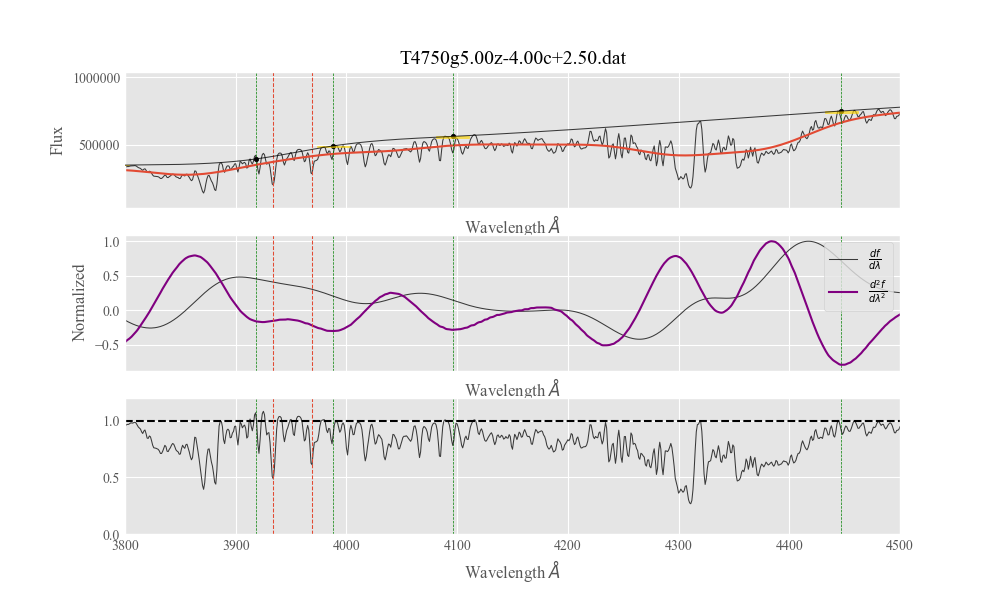 T4750g5.00z-4.00c+2.50.dat
1000000
500000
Flux
Wavelength Å
1.0
0.5
0.0
−0.5
Normalized
df
dλ
d²f
dλ²
Wavelength Å
1.0
0.5
0.0
3800 3900 4000 4100 4200 4300 4400 4500
Wavelength Å